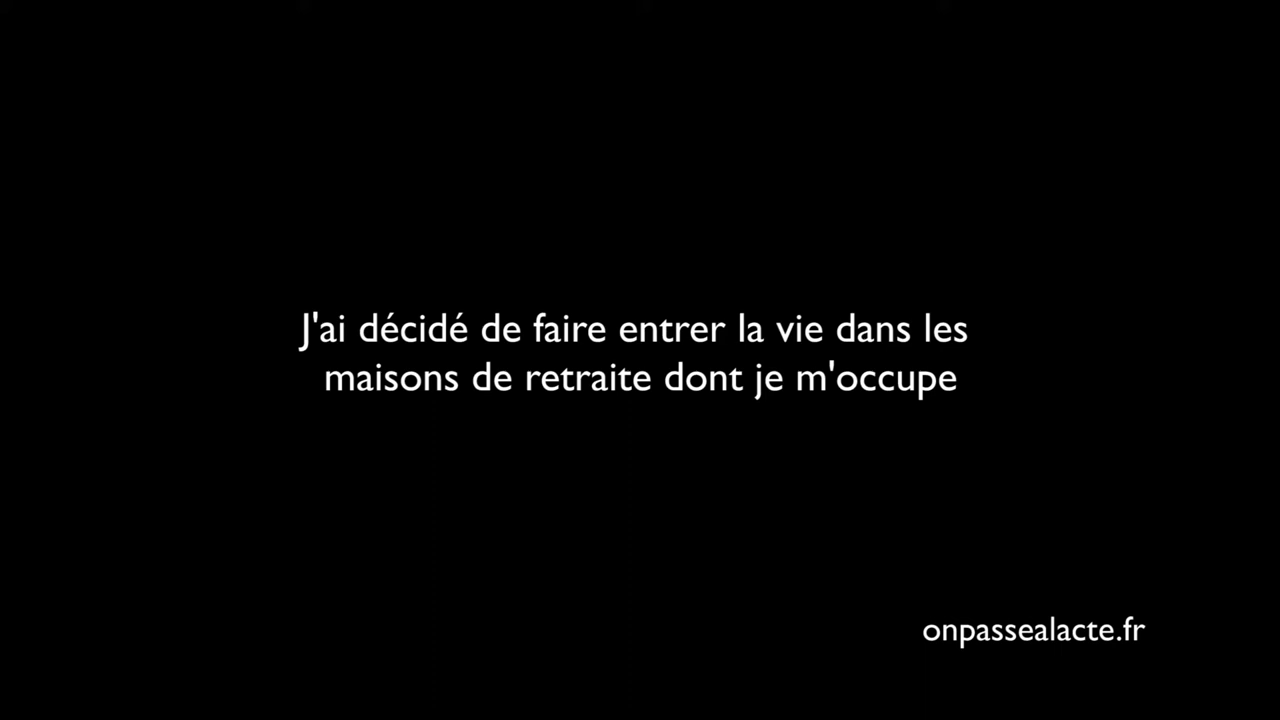 J'ai décidé de faire entrer la vie dans les
maisons de retraite dont je m'occupe
onpassealacte.fr